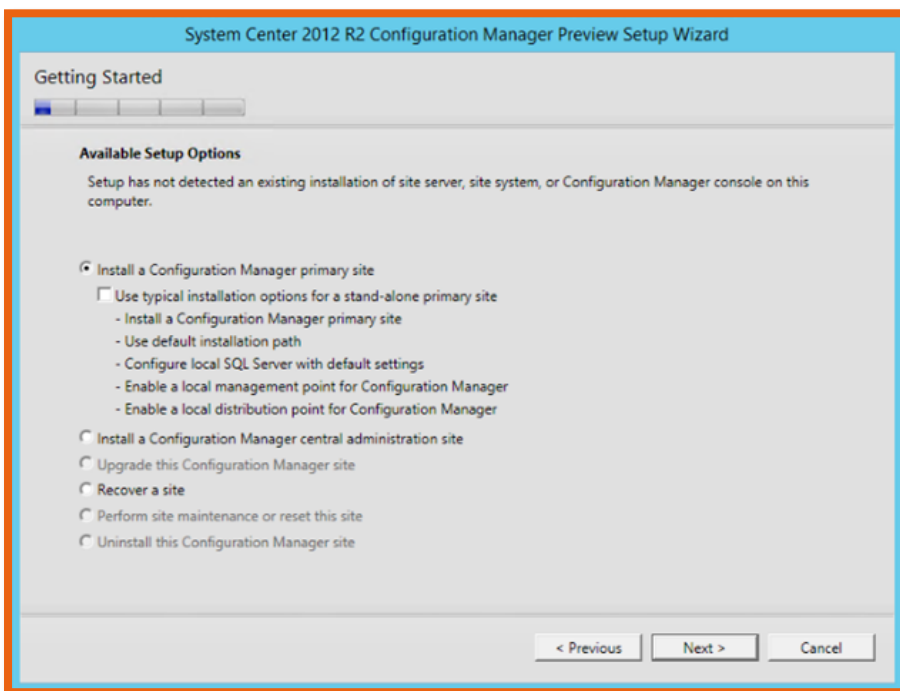 System Center 2012 R2 Configuration Manager Preview Setup Wizard
Getting Started
Available Setup Options
Setup has not detected an existing installation of site server, site system, or Configuration Manager console on this
computer.
Install a Configuration Manager primary site
Use typical installation options for a stand-alone primary site
- Install a Configuration Manager primary site
- Use default installation path
- Configure local SQL Server with default settings
- Enable a local management point for Configuration Manager
- Enable a local distribution point for Configuration Manager
Install a Configuration Manager central administration site
Upgrade this Configuration Manager site
Recover a site
Perform site maintenance or reset this site
Uninstall this Configuration Manager site
< Previous Next > Cancel